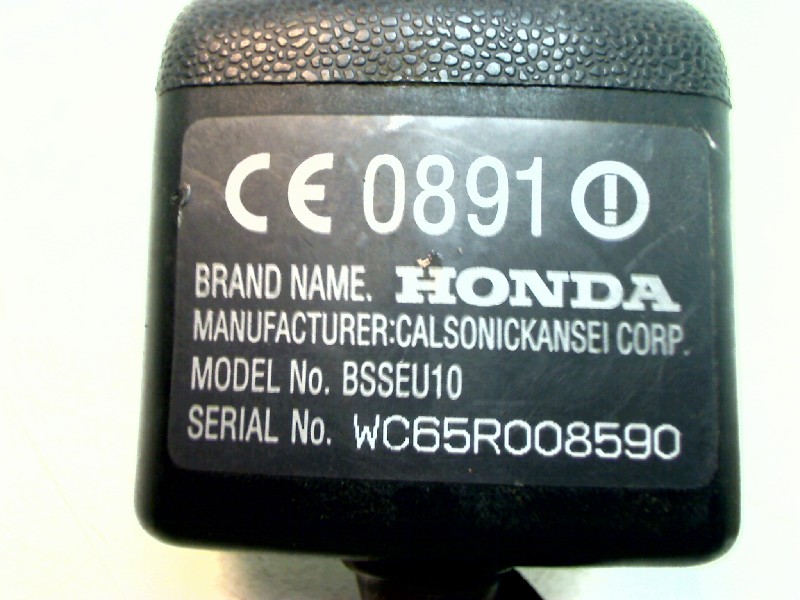 CE 0891
BRAND NAME. HONDA
MANUFACTURER:CALSONICKANSEI CORP.
MODEL No. BSSEU10
SERIAL No. WC65R008590